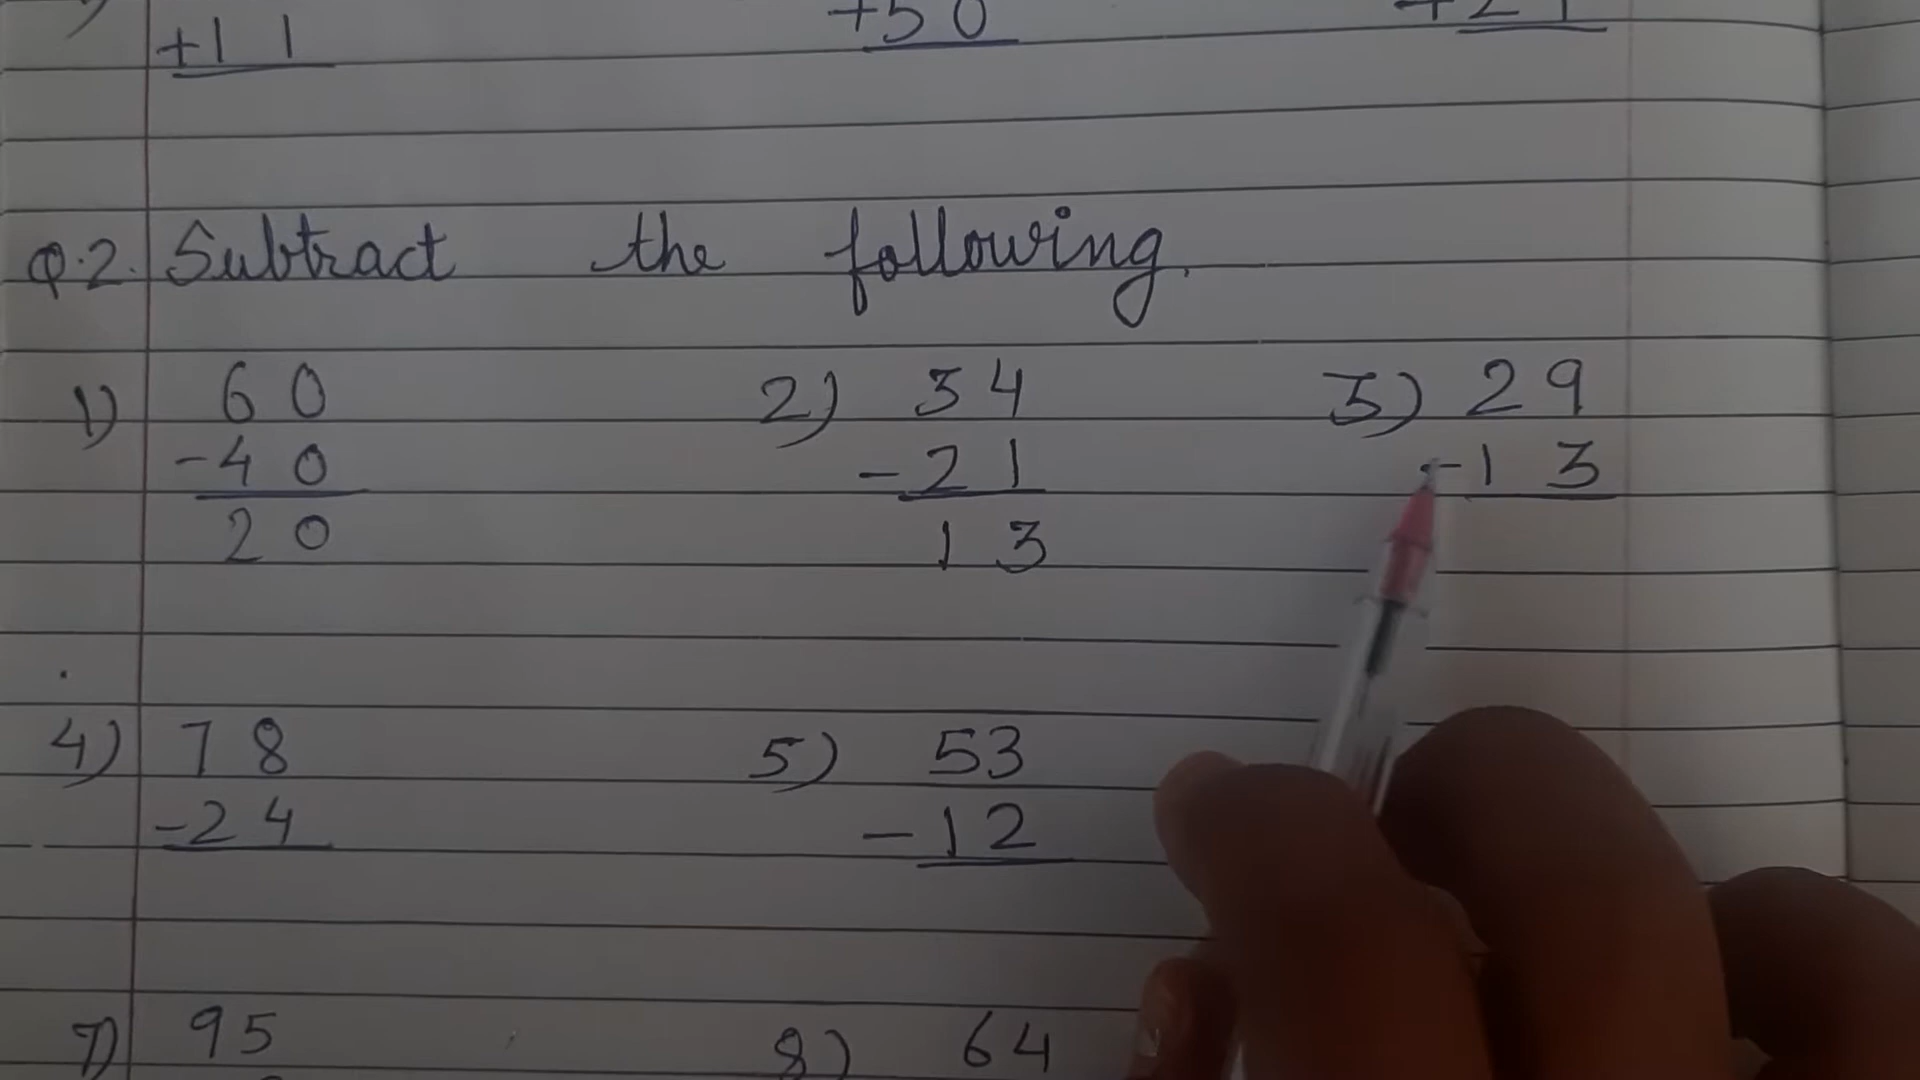 +11 +50
Q.2. Subtract the following.
1) 60 2) 34 3) 29
-40 -21 -13
20 13
4) 78 5) 53
-24 -12
7) 95 8) 64